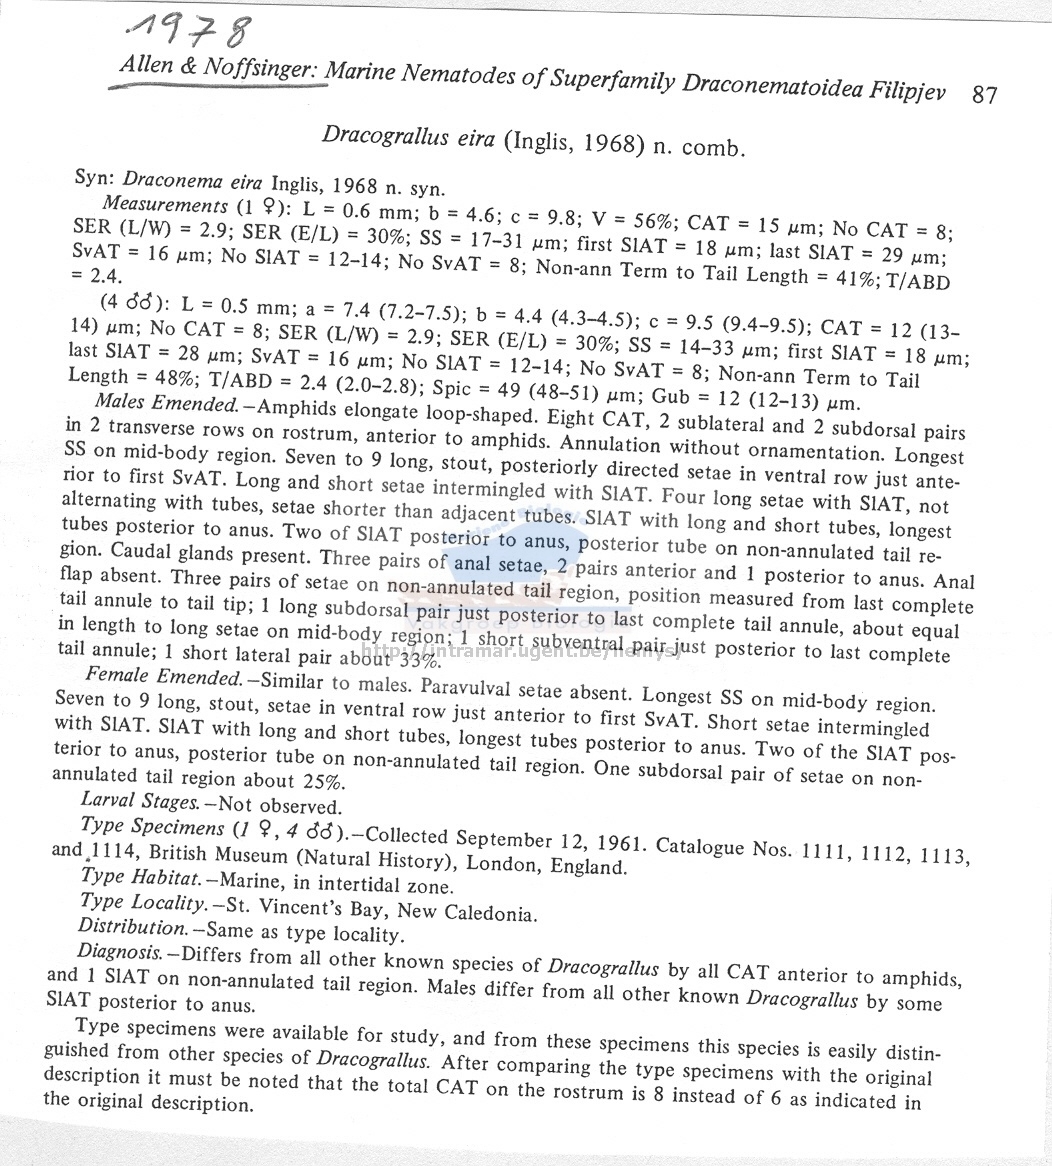 1978
Allen & Noffsinger: Marine Nematodes of Superfamily Draconematoidea Filipjev 87
Dracograllus eira (Inglis, 1968) n. comb.
Syn: Draconema eira Inglis, 1968 n. syn.
Measurements (1 ♀): L = 0.6 mm; b = 4.6; c = 9.8; V = 56%; CAT = 15 μm; No CAT = 8;
SER (L/W) = 2.9; SER (E/L) = 30%; SS = 17–31 μm; first SlAT = 18 μm; last SlAT = 29 μm;
SvAT = 16 μm; No SlAT = 12–14; No SvAT = 8; Non-ann Term to Tail Length = 41%; T/ABD
= 2.4.
(4 ♂♂): L = 0.5 mm; a = 7.4 (7.2–7.5); b = 4.4 (4.3–4.5); c = 9.5 (9.4–9.5); CAT = 12 (13–
14) μm; No CAT = 8; SER (L/W) = 2.9; SER (E/L) = 30%; SS = 14–33 μm; first SlAT = 18 μm;
last SlAT = 28 μm; SvAT = 16 μm; No SlAT = 12–14; No SvAT = 8; Non-ann Term to Tail
Length = 48%; T/ABD = 2.4 (2.0–2.8); Spic = 49 (48–51) μm; Gub = 12 (12–13) μm.
Males Emended.–Amphids elongate loop-shaped. Eight CAT, 2 sublateral and 2 subdorsal pairs
in 2 transverse rows on rostrum, anterior to amphids. Annulation without ornamentation. Longest
SS on mid-body region. Seven to 9 long, stout, posteriorly directed setae in ventral row just ante-
rior to first SvAT. Long and short setae intermingled with SlAT. Four long setae with SlAT, not
alternating with tubes, setae shorter than adjacent tubes. SlAT with long and short tubes, longest
tubes posterior to anus. Two of SlAT posterior to anus, posterior tube on non-annulated tail re-
gion. Caudal glands present. Three pairs of anal setae, 2 pairs anterior and 1 posterior to anus. Anal
flap absent. Three pairs of setae on non-annulated tail region, position measured from last complete
tail annule to tail tip; 1 long subdorsal pair just posterior to last complete tail annule, about equal
in length to long setae on mid-body region; 1 short subventral pair just posterior to last complete
tail annule; 1 short lateral pair about 33%.
http://intramar.ugent.be/nemys/
Female Emended.–Similar to males. Paravulval setae absent. Longest SS on mid-body region.
Seven to 9 long, stout, setae in ventral row just anterior to first SvAT. Short setae intermingled
with SlAT. SlAT with long and short tubes, longest tubes posterior to anus. Two of the SlAT pos-
terior to anus, posterior tube on non-annulated tail region. One subdorsal pair of setae on non-
annulated tail region about 25%.
Larval Stages.–Not observed.
Type Specimens (1 ♀, 4 ♂♂).–Collected September 12, 1961. Catalogue Nos. 1111, 1112, 1113,
and 1114, British Museum (Natural History), London, England.
Type Habitat.–Marine, in intertidal zone.
Type Locality.–St. Vincent's Bay, New Caledonia.
Distribution.–Same as type locality.
Diagnosis.–Differs from all other known species of Dracograllus by all CAT anterior to amphids,
and 1 SlAT on non-annulated tail region. Males differ from all other known Dracograllus by some
SlAT posterior to anus.
Type specimens were available for study, and from these specimens this species is easily distin-
guished from other species of Dracograllus. After comparing the type specimens with the original
description it must be noted that the total CAT on the rostrum is 8 instead of 6 as indicated in
the original description.